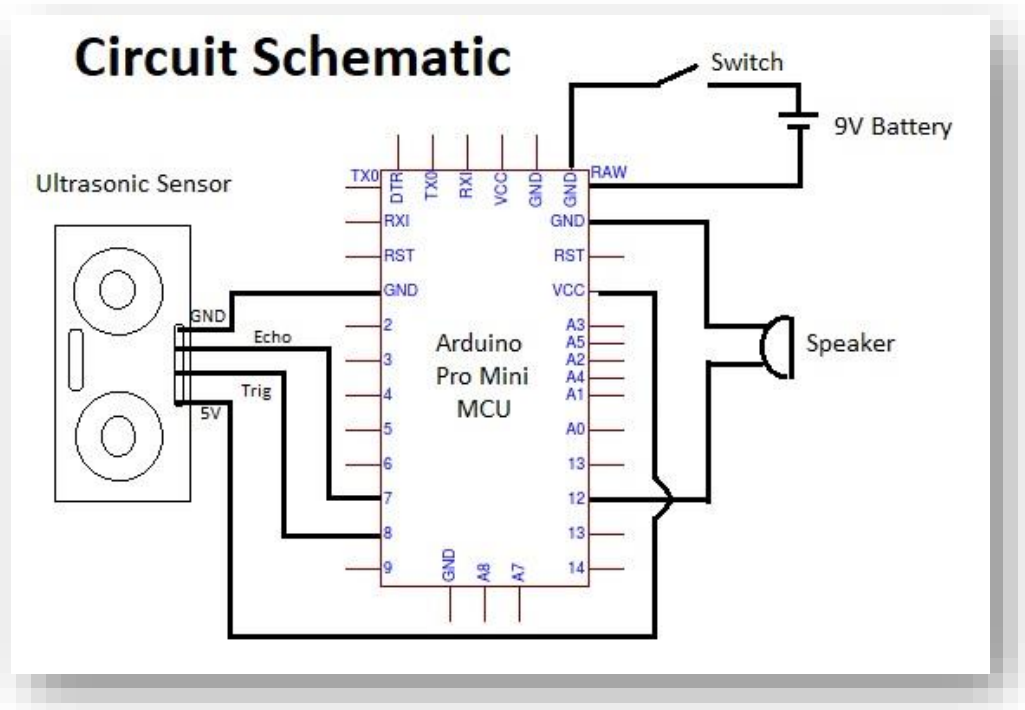 Circuit Schematic
Switch
9V Battery
Ultrasonic Sensor
DTR
TX0
RXI
VCC
GND
GND
TX0
RXI
RST
GND
2
3
4
5
6
7
8
9
RAW
GND
RST
VCC
A3
A5
A2
A4
A1
A0
13
12
13
14
GND
A8
A7
Arduino
Pro Mini
MCU
GND
Echo
Trig
5V
Speaker